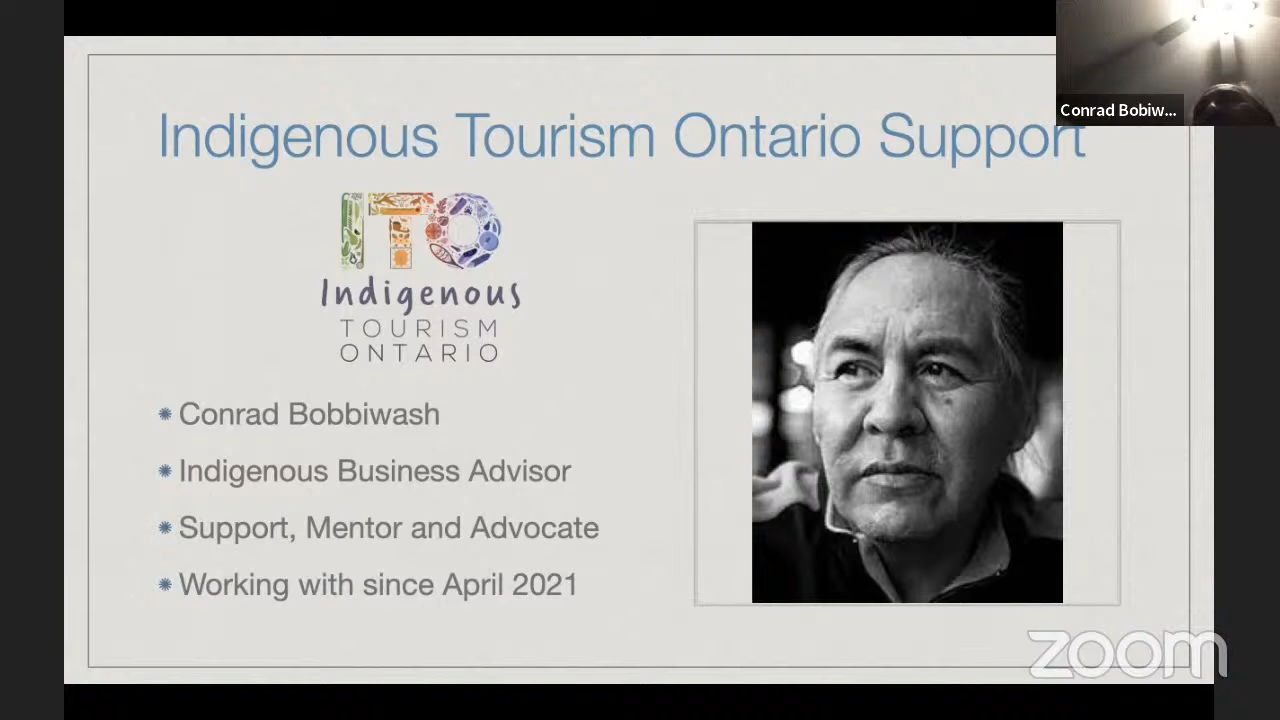 Indigenous Tourism Ontario Support
Conrad Bobiw...
ITO
Indigenous
TOURISM
ONTARIO
Conrad Bobbiwash
Indigenous Business Advisor
Support, Mentor and Advocate
Working with since April 2021
zoom